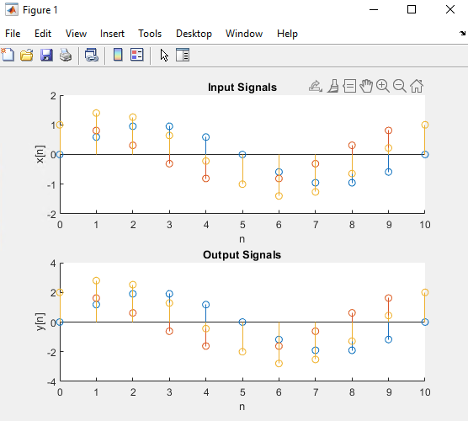 Figure 1
File Edit View Insert Tools Desktop Window Help
Input Signals
2
1
0
-1
-2
x[n]
0 1 2 3 4 5 6 7 8 9 10
n
Output Signals
4
2
0
-2
-4
y[n]
0 1 2 3 4 5 6 7 8 9 10
n